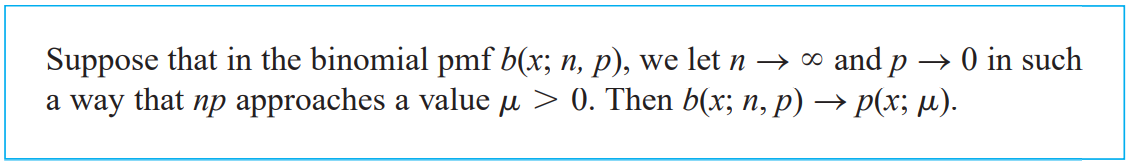 Suppose that in the binomial pmf b(x; n, p), we let n → ∞ and p → 0 in such
a way that np approaches a value μ > 0. Then b(x; n, p) → p(x; μ).